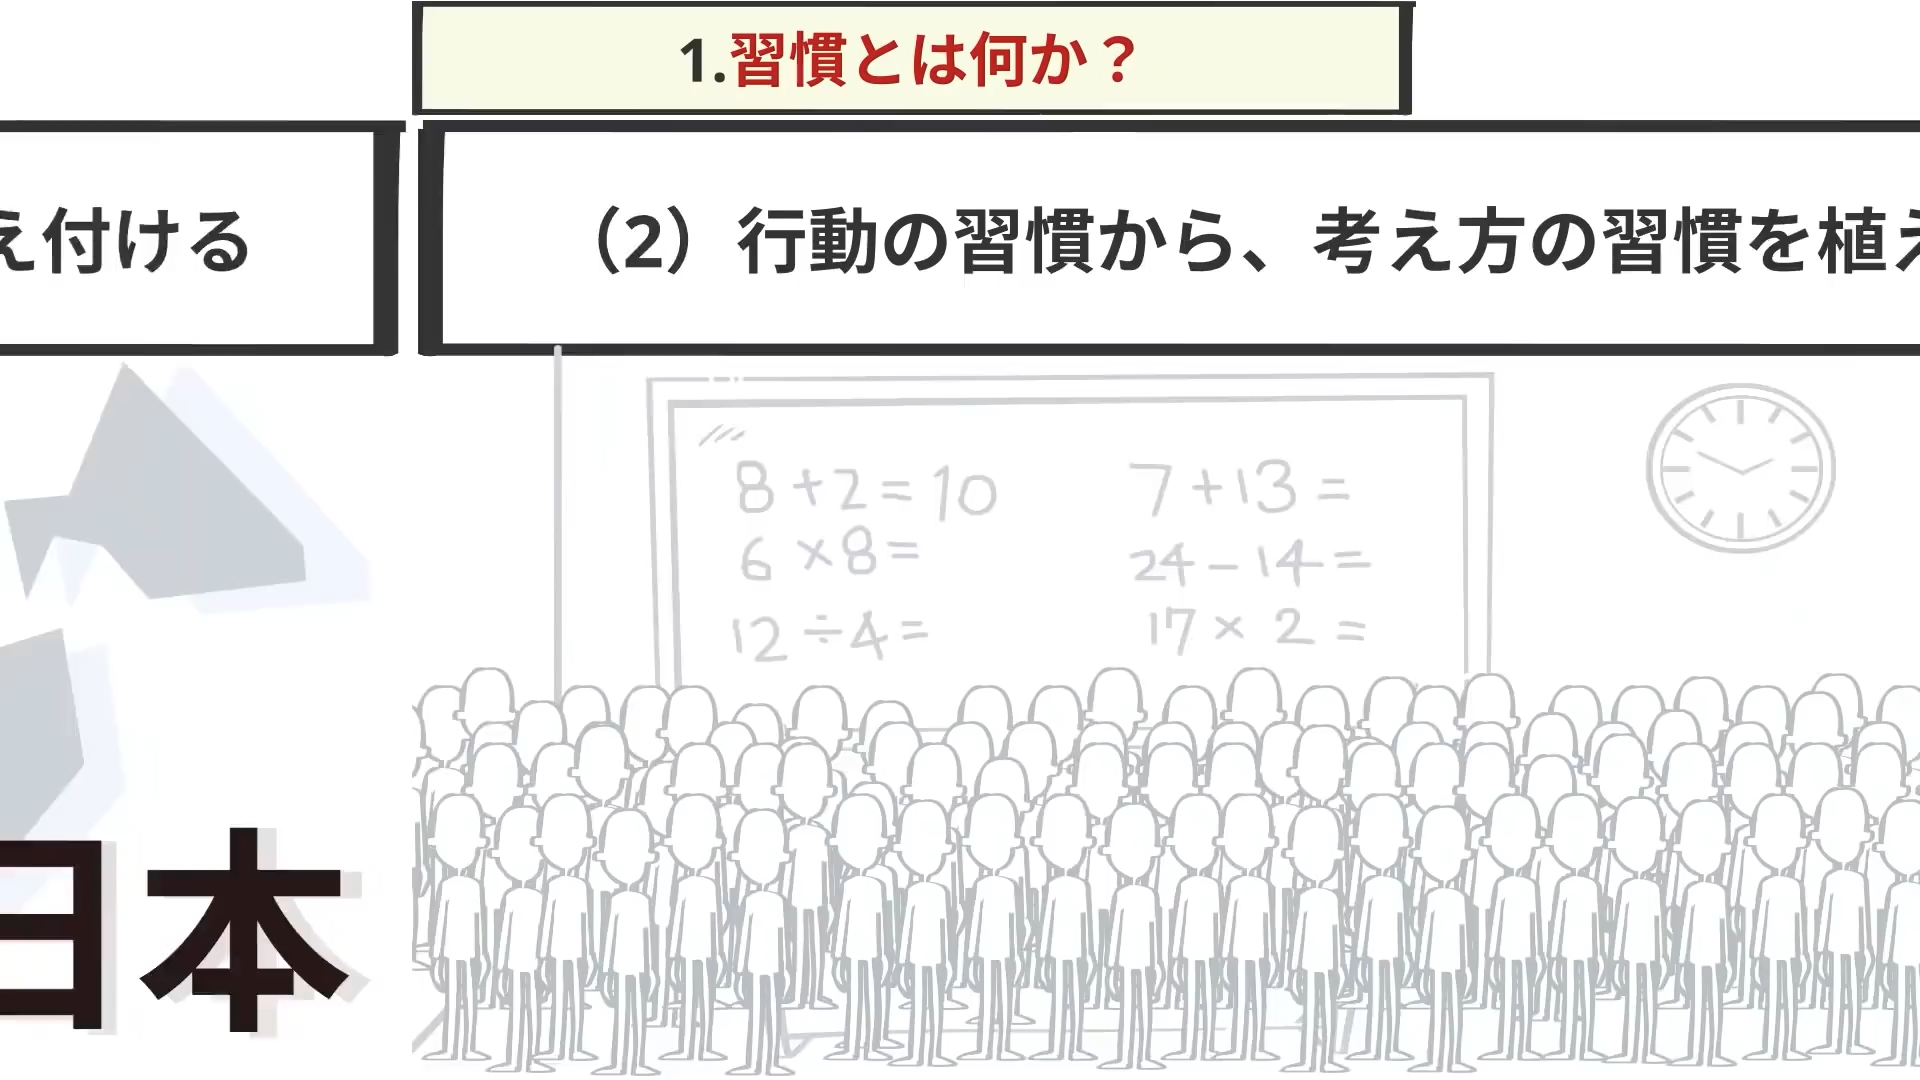 1.習慣とは何か？
え付ける
（2）行動の習慣から、考え方の習慣を植え
8+2=10
7+13=
6×8=
24-14=
12÷4=
17×2=
日本